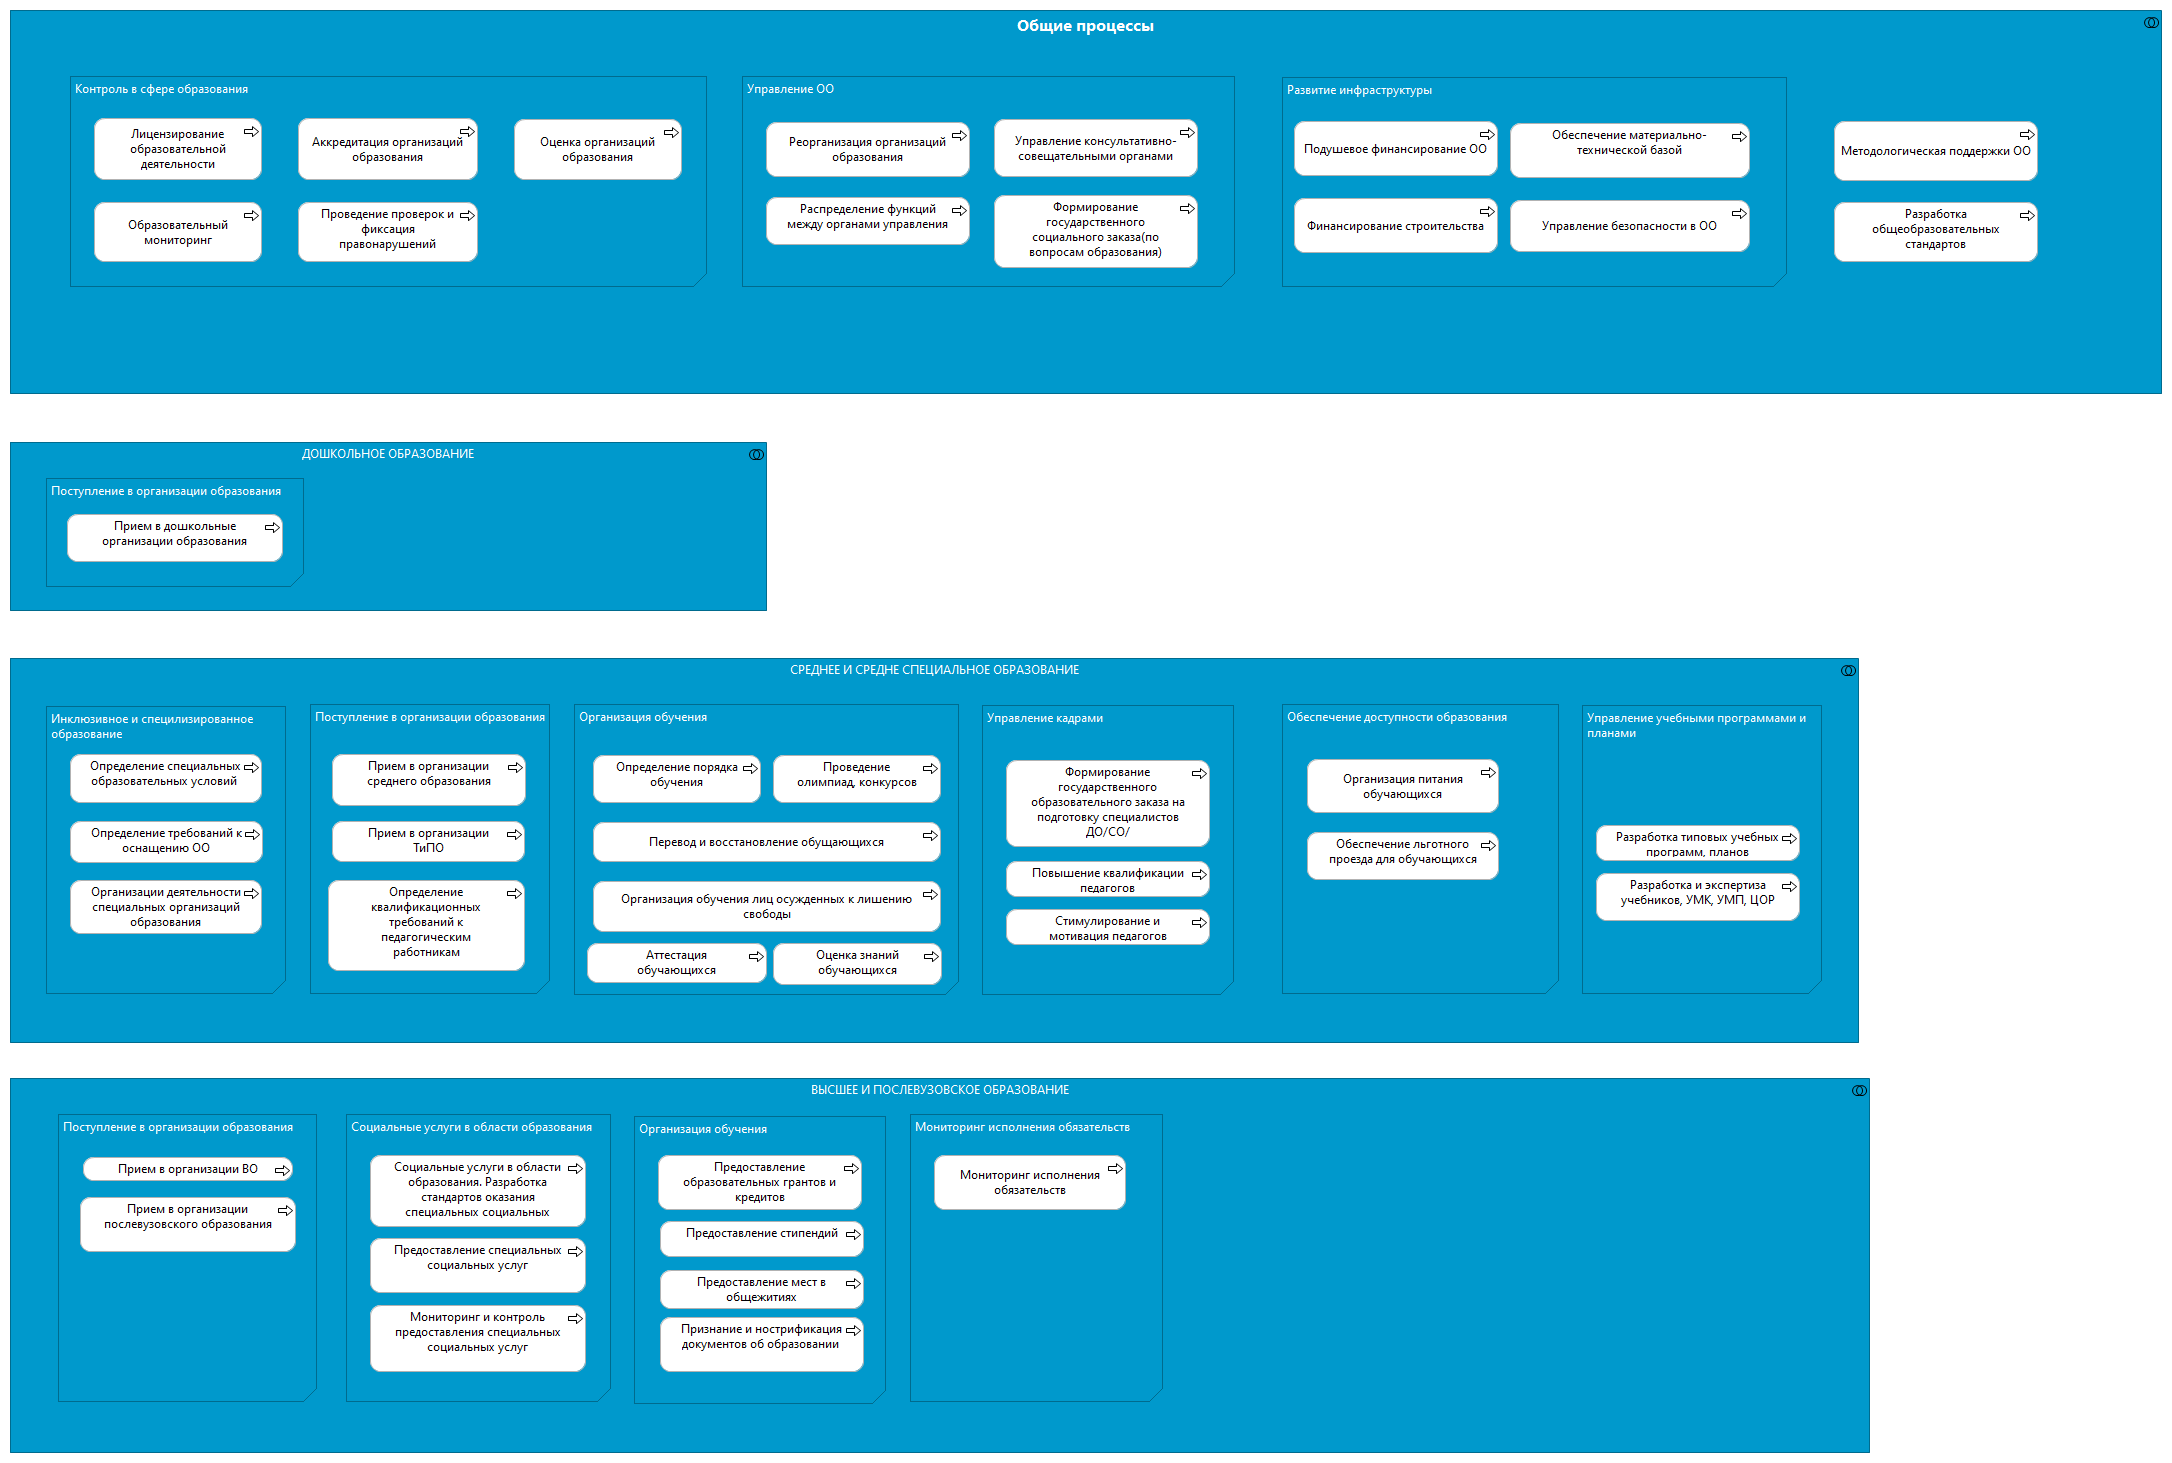 Общие процессы
Контроль в сфере образования
Лицензирование
образовательной
деятельности
Аккредитация организаций
образования
Оценка организаций
образования
Образовательный
мониторинг
Проведение проверок и
фиксация
правонарушений
Управление ОО
Реорганизация организаций
образования
Управление консультативно-
совещательными органами
Распределение функций
между органами управления
Формирование
государственного
социального заказа(по
вопросам образования)
Развитие инфраструктуры
Подушевое финансирование ОО
Обеспечение материально-
технической базой
Финансирование строительства
Управление безопасности в ОО
Методологическая поддержки ОО
Разработка
общеобразовательных
стандартов
ДОШКОЛЬНОЕ ОБРАЗОВАНИЕ
Поступление в организации образования
Прием в дошкольные
организации образования
СРЕДНЕЕ И СРЕДНЕ СПЕЦИАЛЬНОЕ ОБРАЗОВАНИЕ
Инклюзивное и специлизированное
образование
Определение специальных
образовательных условий
Определение требований к
оснащению ОО
Организации деятельности
специальных организаций
образования
Поступление в организации образования
Прием в организации
среднего образования
Прием в организации
ТиПО
Определение
квалификационных
требований к
педагогическим
работникам
Организация обучения
Определение порядка
обучения
Проведение
олимпиад, конкурсов
Перевод и восстановление обущающихся
Организация обучения лиц осужденных к лишению
свободы
Аттестация
обучающихся
Оценка знаний
обучающихся
Управление кадрами
Формирование
государственного
образовательного заказа на
подготовку специалистов
ДО/СО/
Повышение квалификации
педагогов
Стимулирование и
мотивация педагогов
Обеспечение доступности образования
Организация питания
обучающихся
Обеспечение льготного
проезда для обучающихся
Управление учебными программами и
планами
Разработка типовых учебных
программ, планов
Разработка и экспертиза
учебников, УМК, УМП, ЦОР
ВЫСШЕЕ И ПОСЛЕВУЗОВСКОЕ ОБРАЗОВАНИЕ
Поступление в организации образования
Прием в организации ВО
Прием в организации
послевузовского образования
Социальные услуги в области образования
Социальные услуги в области
образования. Разработка
стандартов оказания
специальных социальных
Предоставление специальных
социальных услуг
Мониторинг и контроль
предоставления специальных
социальных услуг
Организация обучения
Предоставление
образовательных грантов и
кредитов
Предоставление стипендий
Предоставление мест в
общежитиях
Признание и нострификация
документов об образовании
Мониторинг исполнения обязательств
Мониторинг исполнения
обязательств